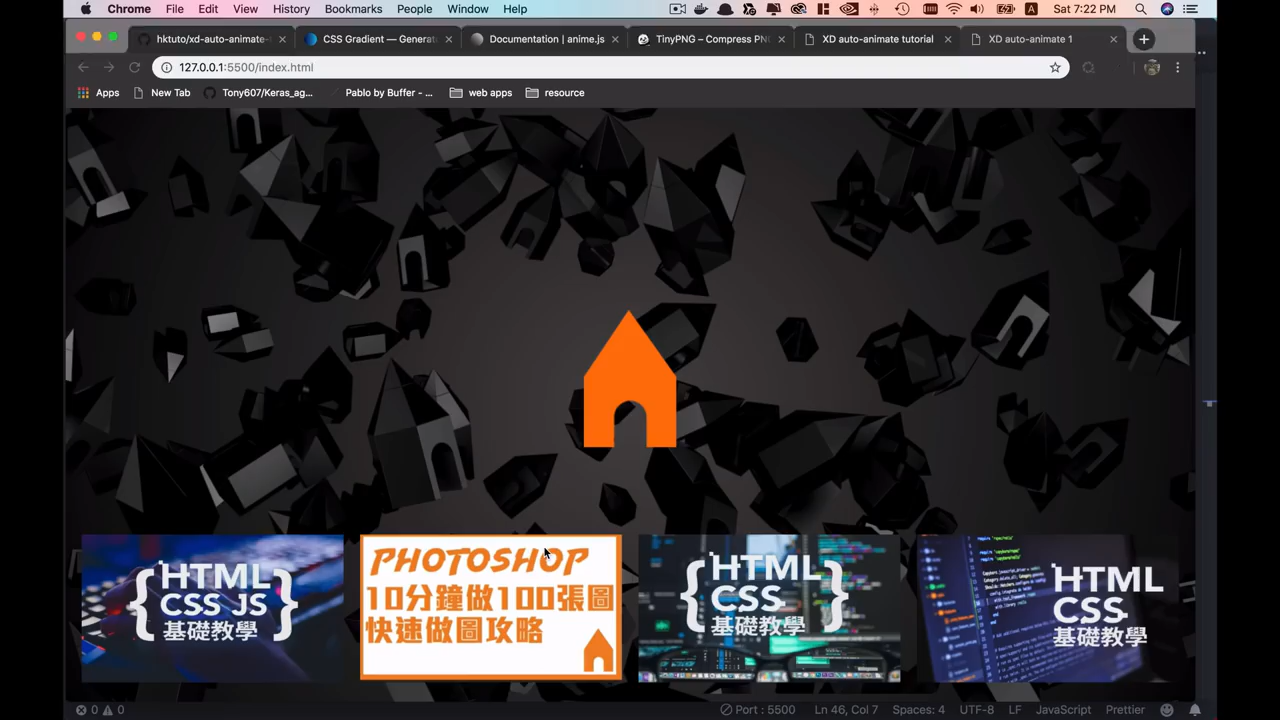 Chrome File Edit View History Bookmarks People Window Help Sat 7:22 PM
hktuto/xd-auto-animate- CSS Gradient — Generat Documentation | anime.js TinyPNG – Compress PN XD auto-animate tutorial XD auto-animate 1
127.0.0.1:5500/index.html
Apps New Tab Tony607/Keras_ag... Pablo by Buffer - ... web apps resource
{HTML
CSS JS}
基礎教學
PHOTOSHOP
10分鐘做100張圖
快速做圖攻略
{HTML
CSS}
基礎教學
HTML
CSS
基礎教學
0 0 Port : 5500 Ln 46, Col 7 Spaces: 4 UTF-8 LF JavaScript Prettier